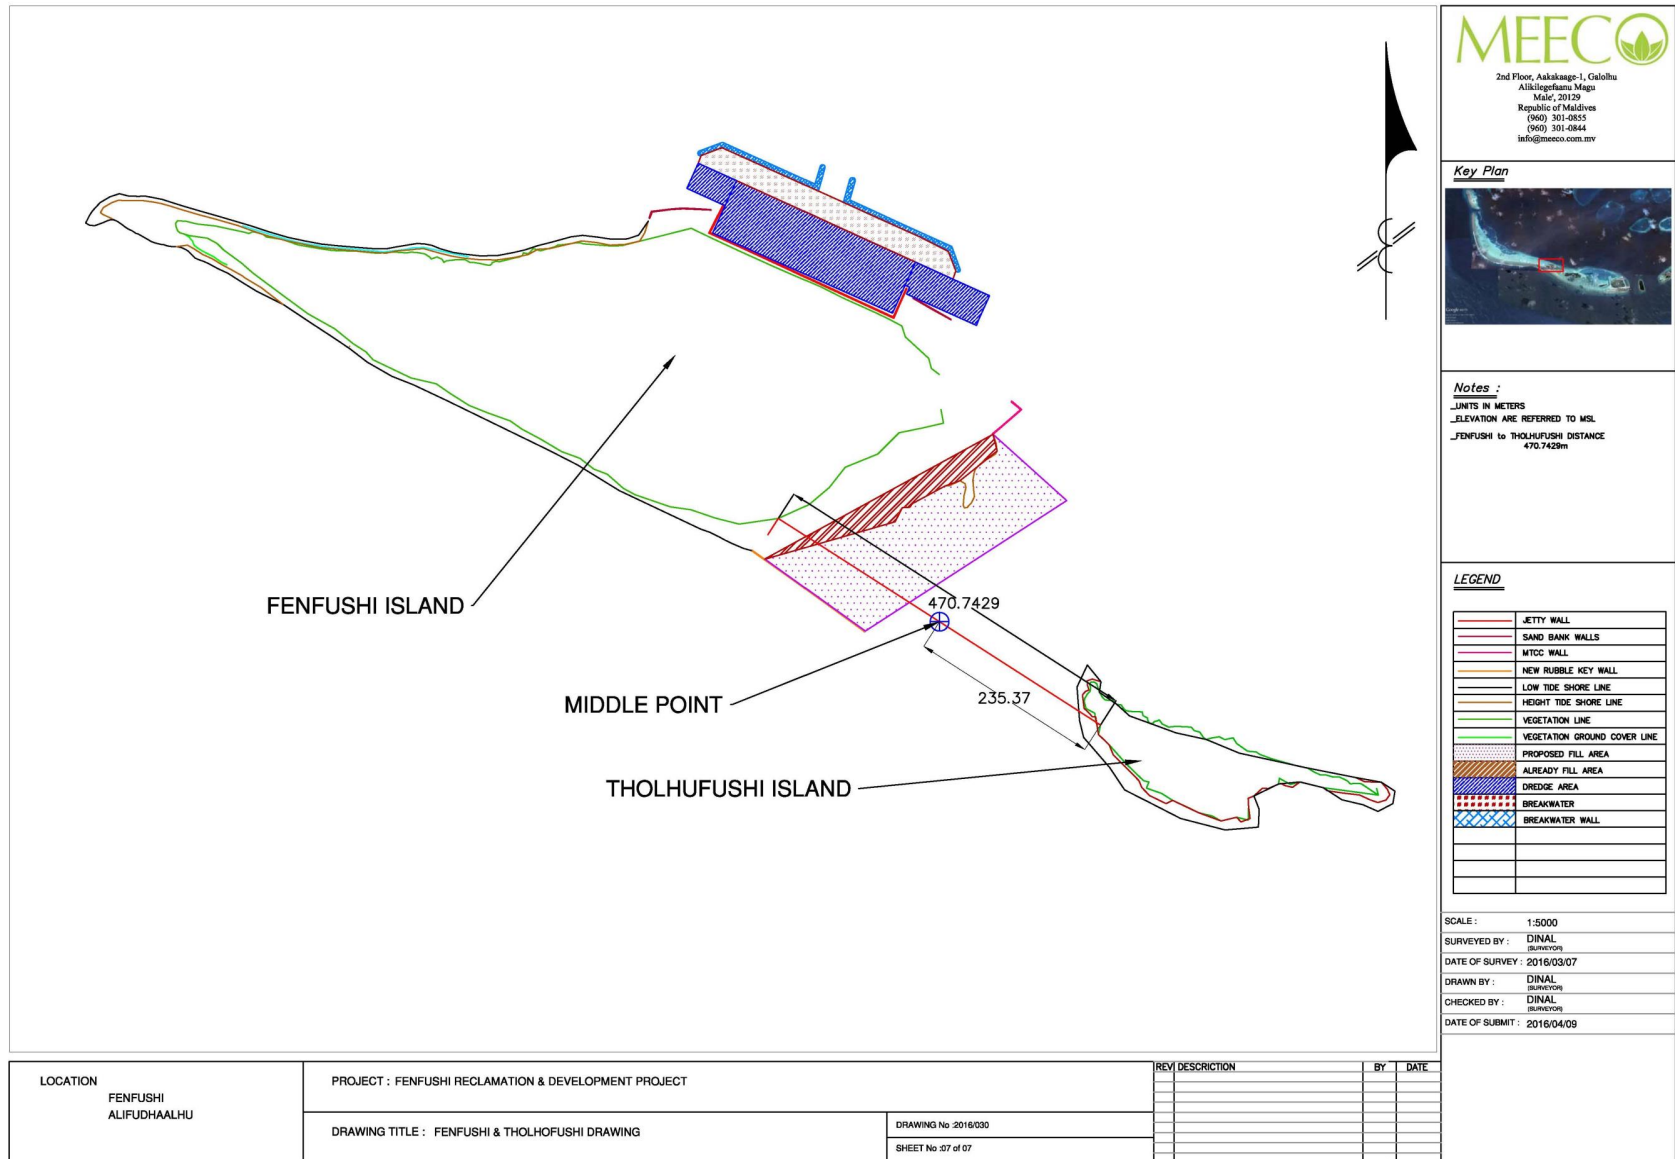 FENFUSHI ISLAND
MIDDLE POINT
THOLHUFUSHI ISLAND
470.7429
235.37
MEECO
2nd Floor, Aakakaage-1, Galolhu
Alikilegefaanu Magu
Male', 20129
Republic of Maldives
(960) 301-0855
(960) 301-0844
info@meeco.com.mv
Key Plan
Notes :
_UNITS IN METERS
_ELEVATION ARE REFERRED TO MSL
_FENFUSHI to THOLHUFUSHI DISTANCE
470.7429m
LEGEND
JETTY WALL
SAND BANK WALLS
MTCC WALL
NEW RUBBLE KEY WALL
LOW TIDE SHORE LINE
HEIGHT TIDE SHORE LINE
VEGETATION LINE
VEGETATION GROUND COVER LINE
PROPOSED FILL AREA
ALREADY FILL AREA
DREDGE AREA
BREAKWATER
BREAKWATER WALL
SCALE : 1:5000
SURVEYED BY : DINAL
(SURVEYOR)
DATE OF SURVEY : 2016/03/07
DRAWN BY : DINAL
(SURVEYOR)
CHECKED BY : DINAL
(SURVEYOR)
DATE OF SUBMIT : 2016/04/09
LOCATION
FENFUSHI
ALIFUDHAALHU
PROJECT : FENFUSHI RECLAMATION & DEVELOPMENT PROJECT
DRAWING TITLE : FENFUSHI & THOLHOFUSHI DRAWING
DRAWING No :2016/030
SHEET No :07 of 07
REV DESCRICTION BY DATE